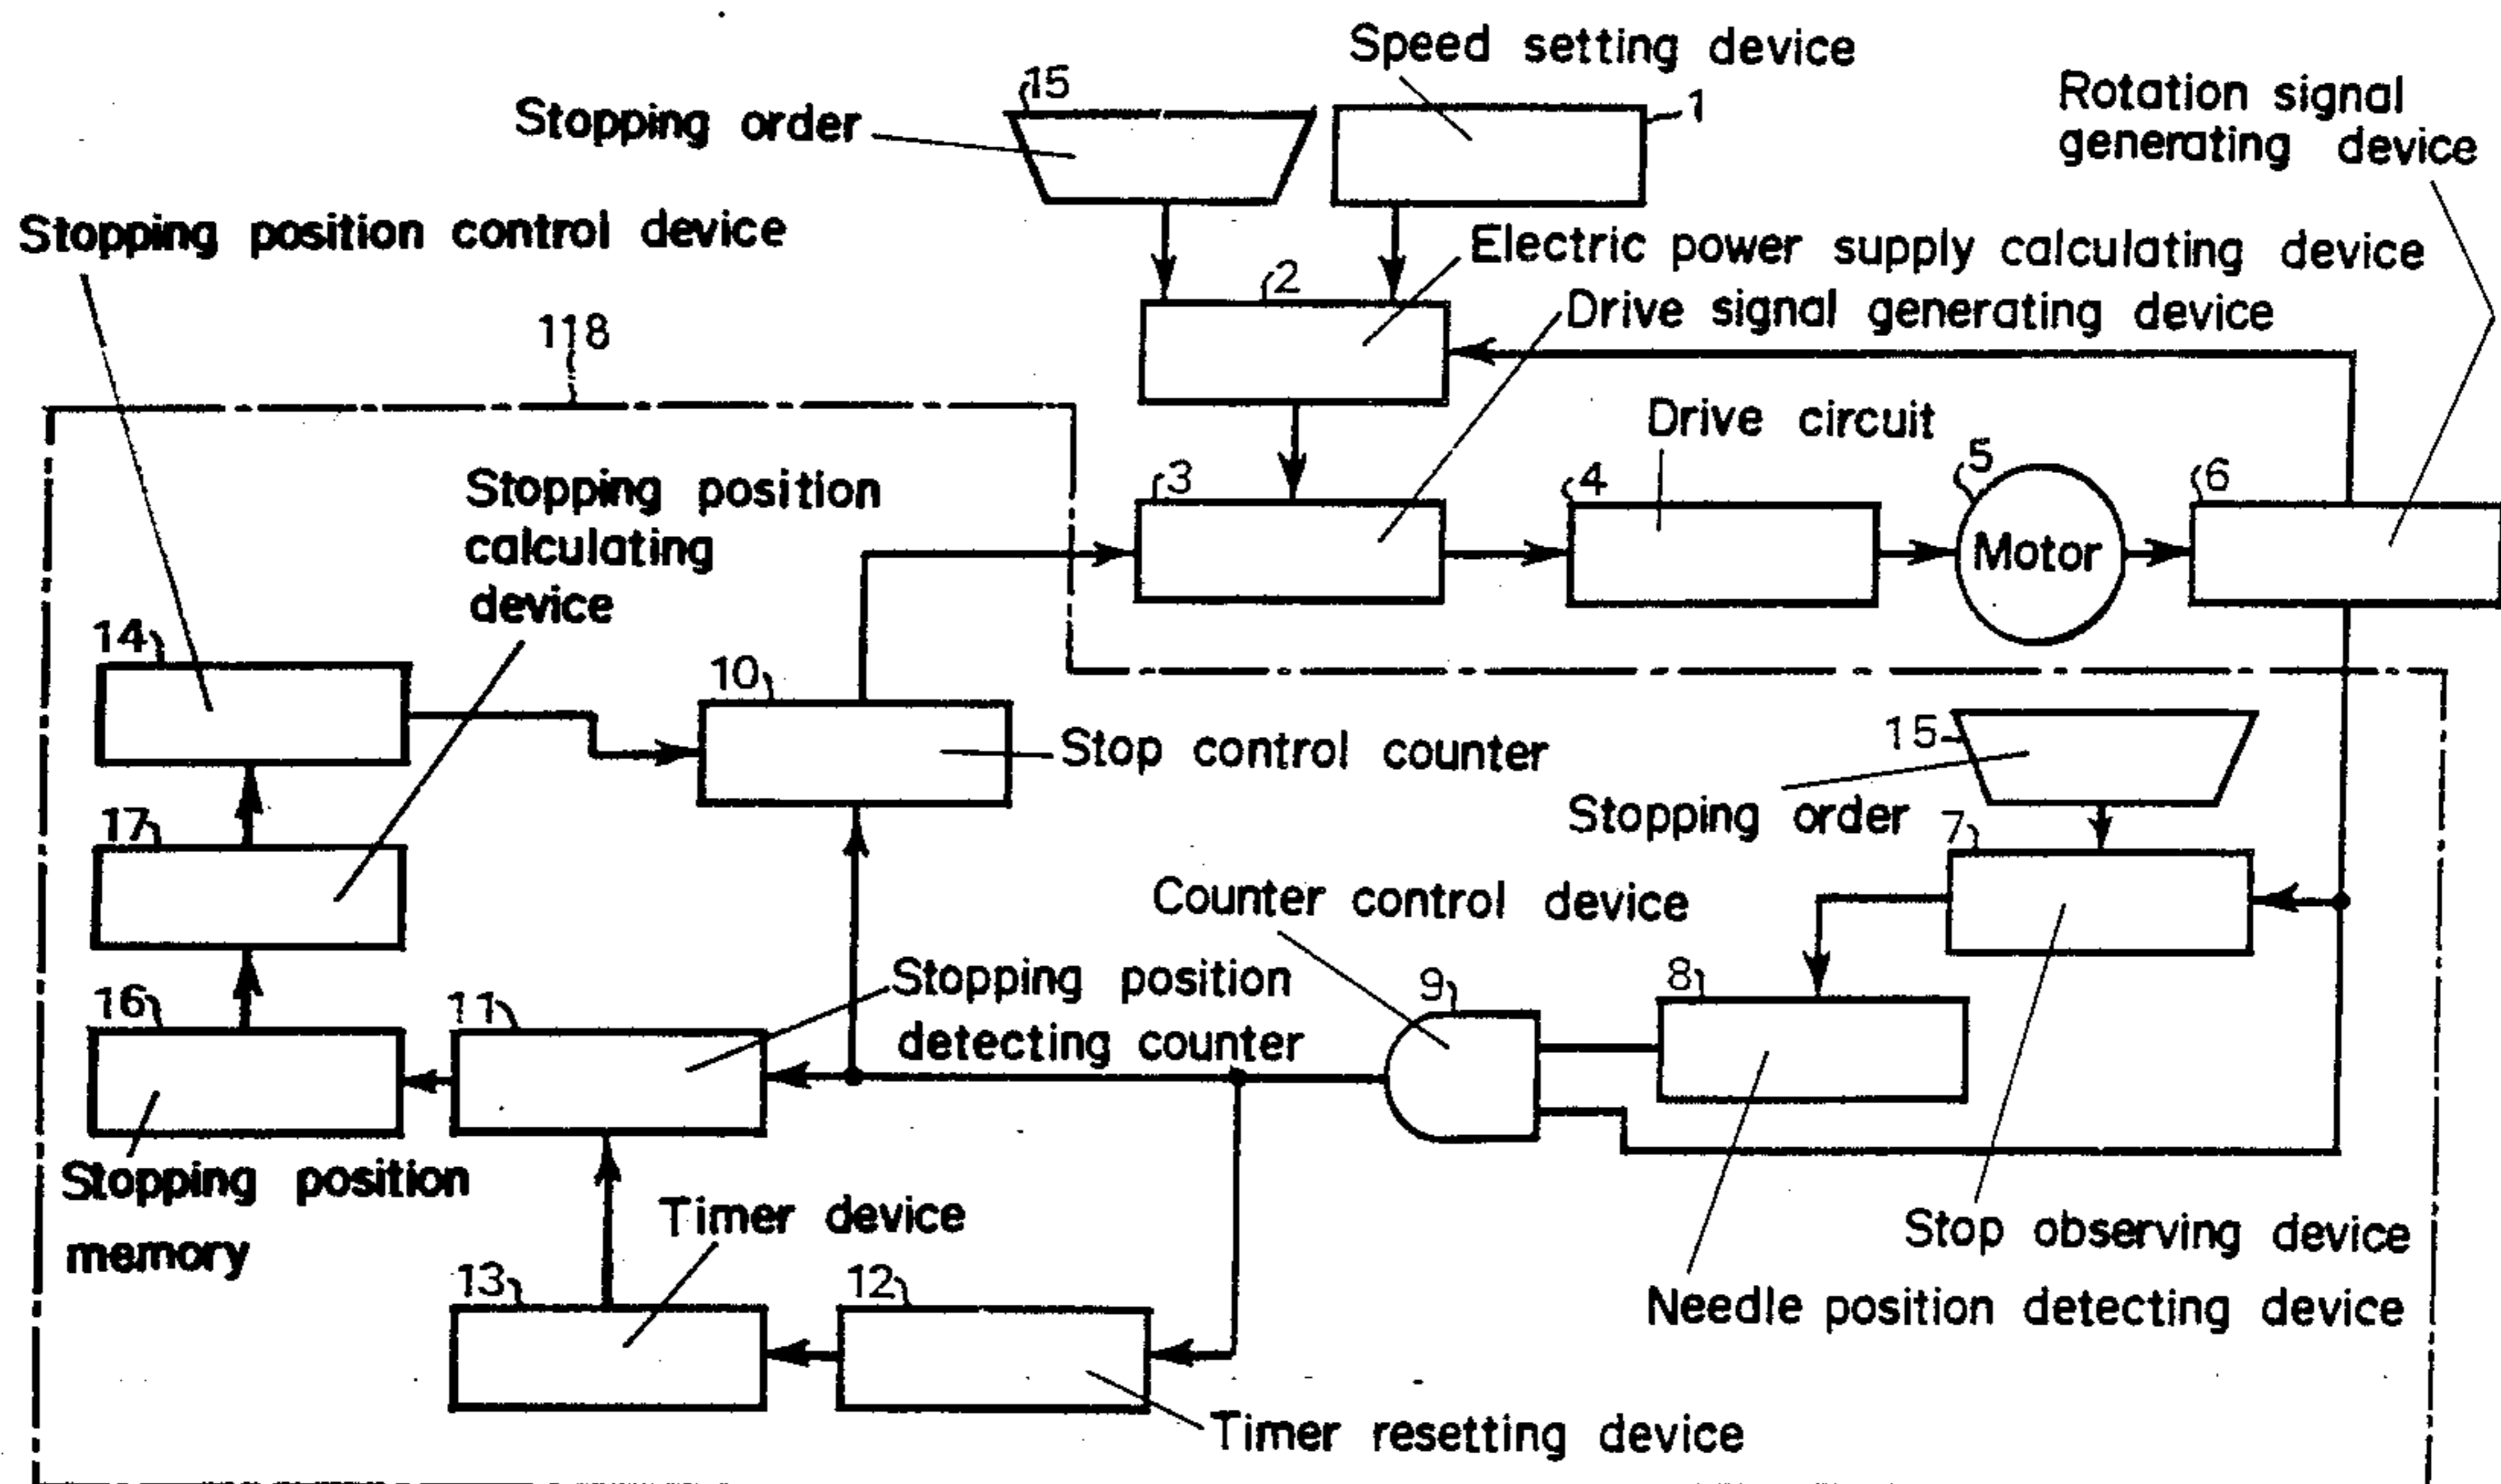 Speed setting device
15
1
Stopping order
Rotation signal
generating device
Stopping position control device
2
Electric power supply calculating device
Drive signal generating device
118
Drive circuit
3
4
5
6
Motor
Stopping position
calculating
device
14
10
15
Stop control counter
Stopping order
7
17
Counter control device
8
9
Stopping position
detecting counter
16
11
Stopping position
memory
Timer device
Stop observing device
Needle position detecting device
13
12
Timer resetting device